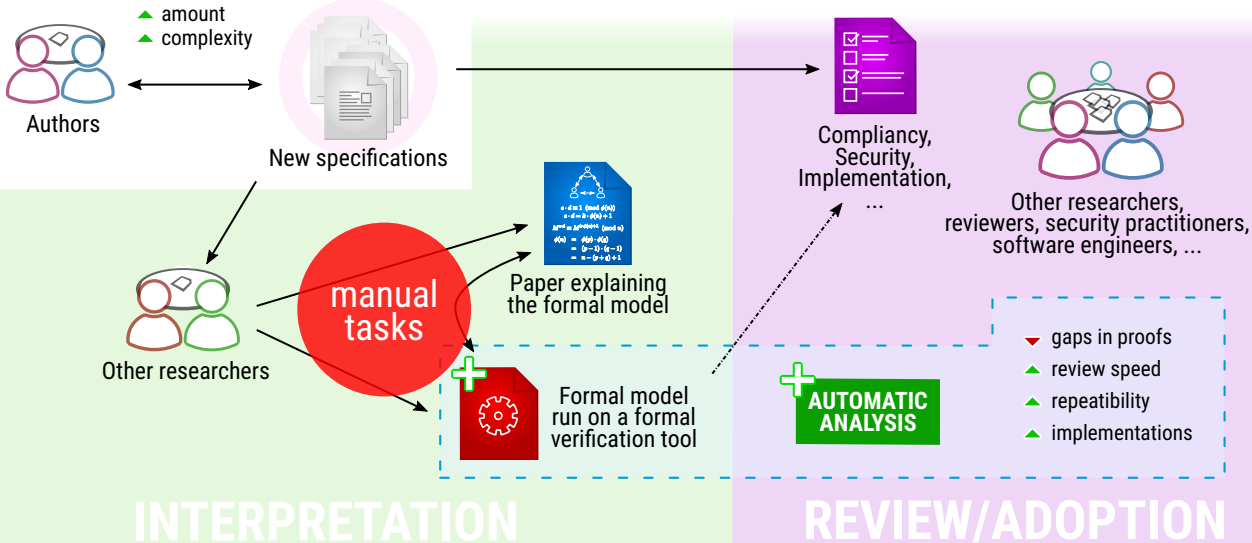 amount
complexity
Authors
New specifications
Compliancy,
Security,
Implementation,
...
Other researchers,
reviewers, security practitioners,
software engineers, ...
manual
tasks
Paper explaining
the formal model
Other researchers
Formal model
run on a formal
verification tool
AUTOMATIC
ANALYSIS
gaps in proofs
review speed
repeatibility
implementations
INTERPRETATION
REVIEW/ADOPTION